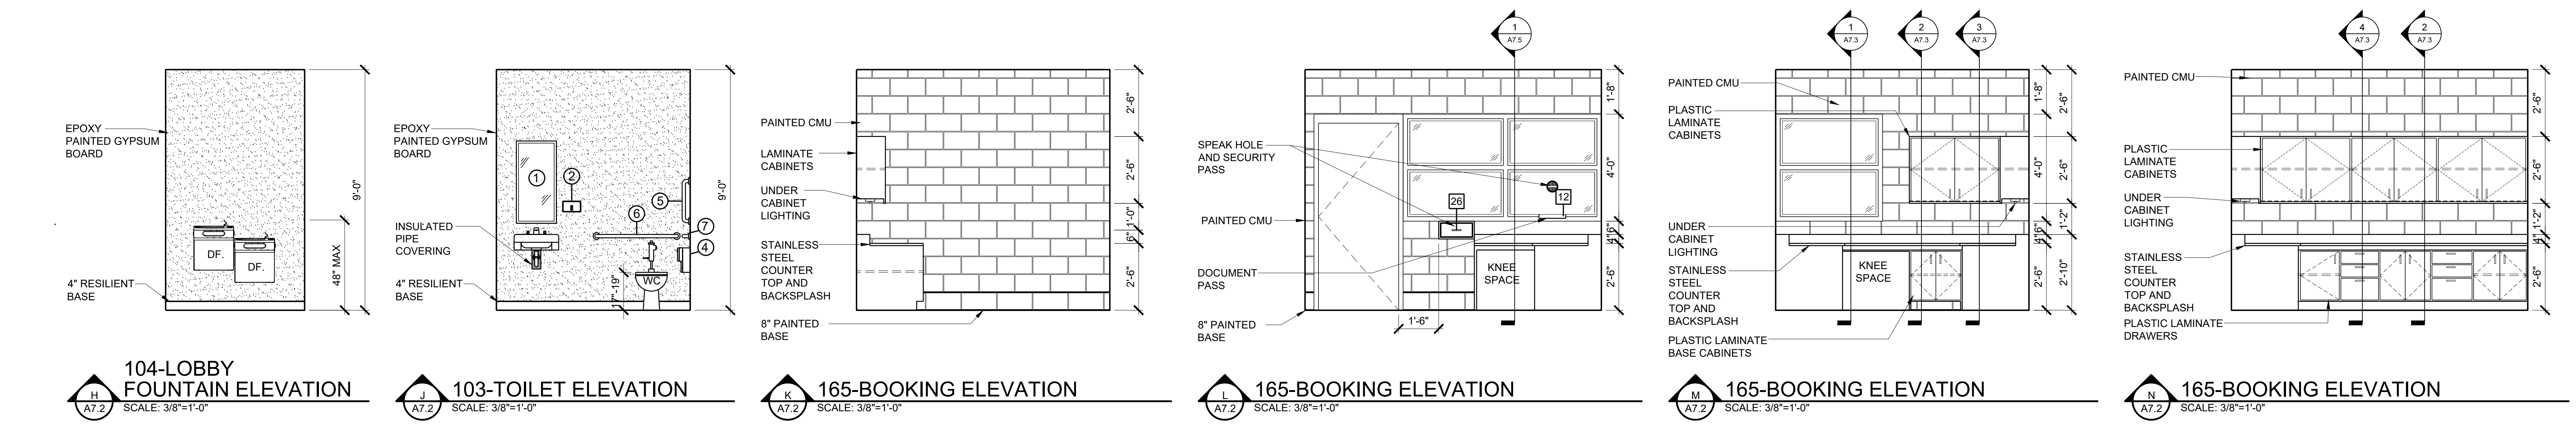 EPOXY
PAINTED GYPSUM
BOARD
4" RESILIENT
BASE
DF.
DF.
48" MAX
9'-0"
H
A7.2
104-LOBBY
FOUNTAIN ELEVATION
SCALE: 3/8"=1'-0"
EPOXY
PAINTED GYPSUM
BOARD
INSULATED
PIPE
COVERING
4" RESILIENT
BASE
1
2
5
6
7
4
WC
17"-19"
9'-0"
J
A7.2
103-TOILET ELEVATION
SCALE: 3/8"=1'-0"
PAINTED CMU
LAMINATE
CABINETS
UNDER
CABINET
LIGHTING
STAINLESS
STEEL
COUNTER
TOP AND
BACKSPLASH
8" PAINTED
BASE
2'-6"
2'-6"
1'-0"
6"
2'-6"
K
A7.2
165-BOOKING ELEVATION
SCALE: 3/8"=1'-0"
1
A7.5
SPEAK HOLE
AND SECURITY
PASS
PAINTED CMU
DOCUMENT
PASS
8" PAINTED
BASE
26
12
KNEE
SPACE
1'-6"
1'-8"
4'-0"
6"
4"
2'-6"
L
A7.2
165-BOOKING ELEVATION
SCALE: 3/8"=1'-0"
1
A7.3
2
A7.3
3
A7.3
PAINTED CMU
PLASTIC
LAMINATE
CABINETS
UNDER
CABINET
LIGHTING
STAINLESS
STEEL
COUNTER
TOP AND
BACKSPLASH
PLASTIC LAMINATE
BASE CABINETS
KNEE
SPACE
1'-8"
4'-0"
6"
4"
2'-6"
2'-6"
2'-6"
1'-2"
2'-10"
M
A7.2
165-BOOKING ELEVATION
SCALE: 3/8"=1'-0"
4
A7.3
2
A7.3
PAINTED CMU
PLASTIC
LAMINATE
CABINETS
UNDER
CABINET
LIGHTING
STAINLESS
STEEL
COUNTER
TOP AND
BACKSPLASH
PLASTIC LAMINATE
DRAWERS
2'-6"
2'-6"
1'-2"
4"
2'-6"
N
A7.2
165-BOOKING ELEVATION
SCALE: 3/8"=1'-0"